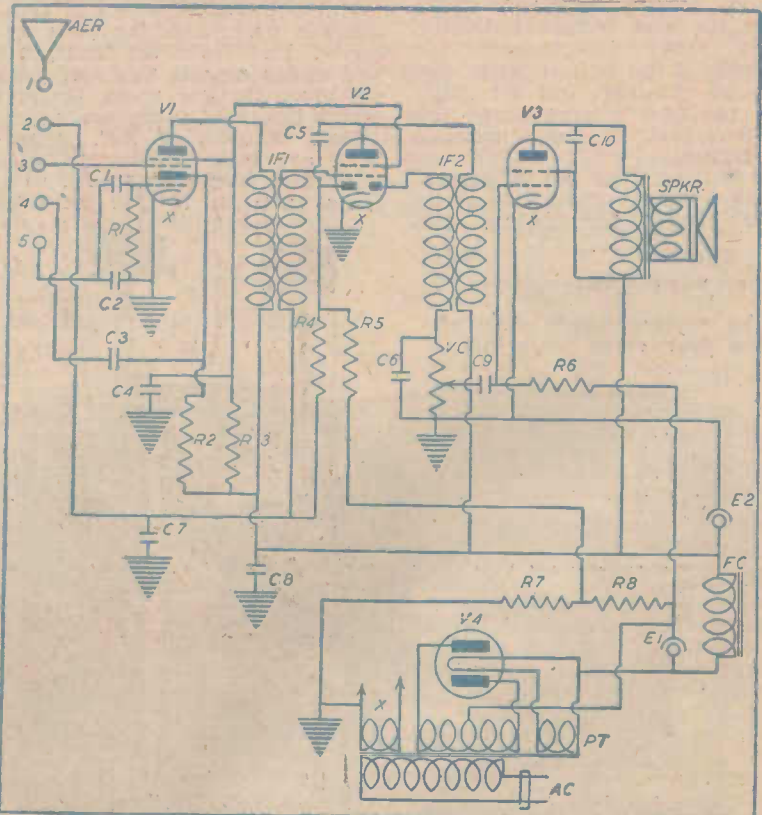 AER
1
V1
V2
V3
2
C5
C10
IF1
IF2
3
C1
SPKR.
4
R1
X
X
X
5
C2
C3
R4
R5
VC
C9
R6
C6
C4
R2
R3
E2
C7
FC
C8
R7
R8
V4
E1
X
PT
AC